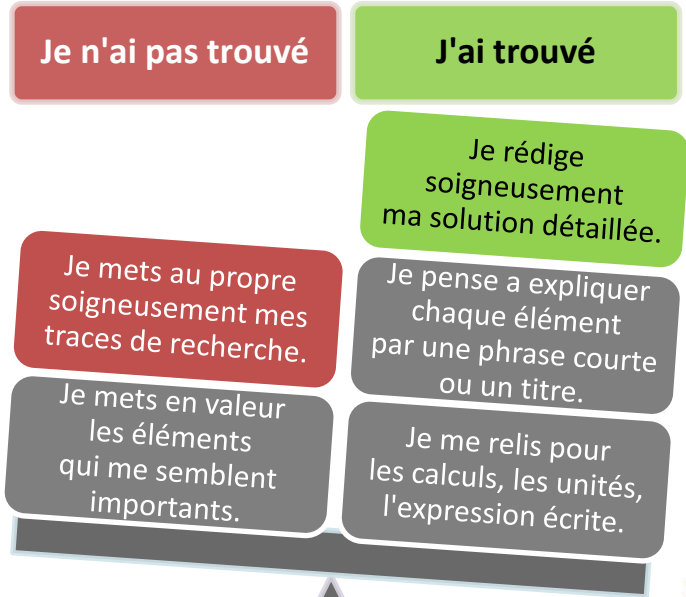 Je n'ai pas trouvé
J'ai trouvé
Je rédige
soigneusement
ma solution détaillée.
Je mets au propre
soigneusement mes
traces de recherche.
Je pense a expliquer
chaque élément
par une phrase courte
ou un titre.
Je mets en valeur
les éléments
qui me semblent
importants.
Je me relis pour
les calculs, les unités,
l'expression écrite.